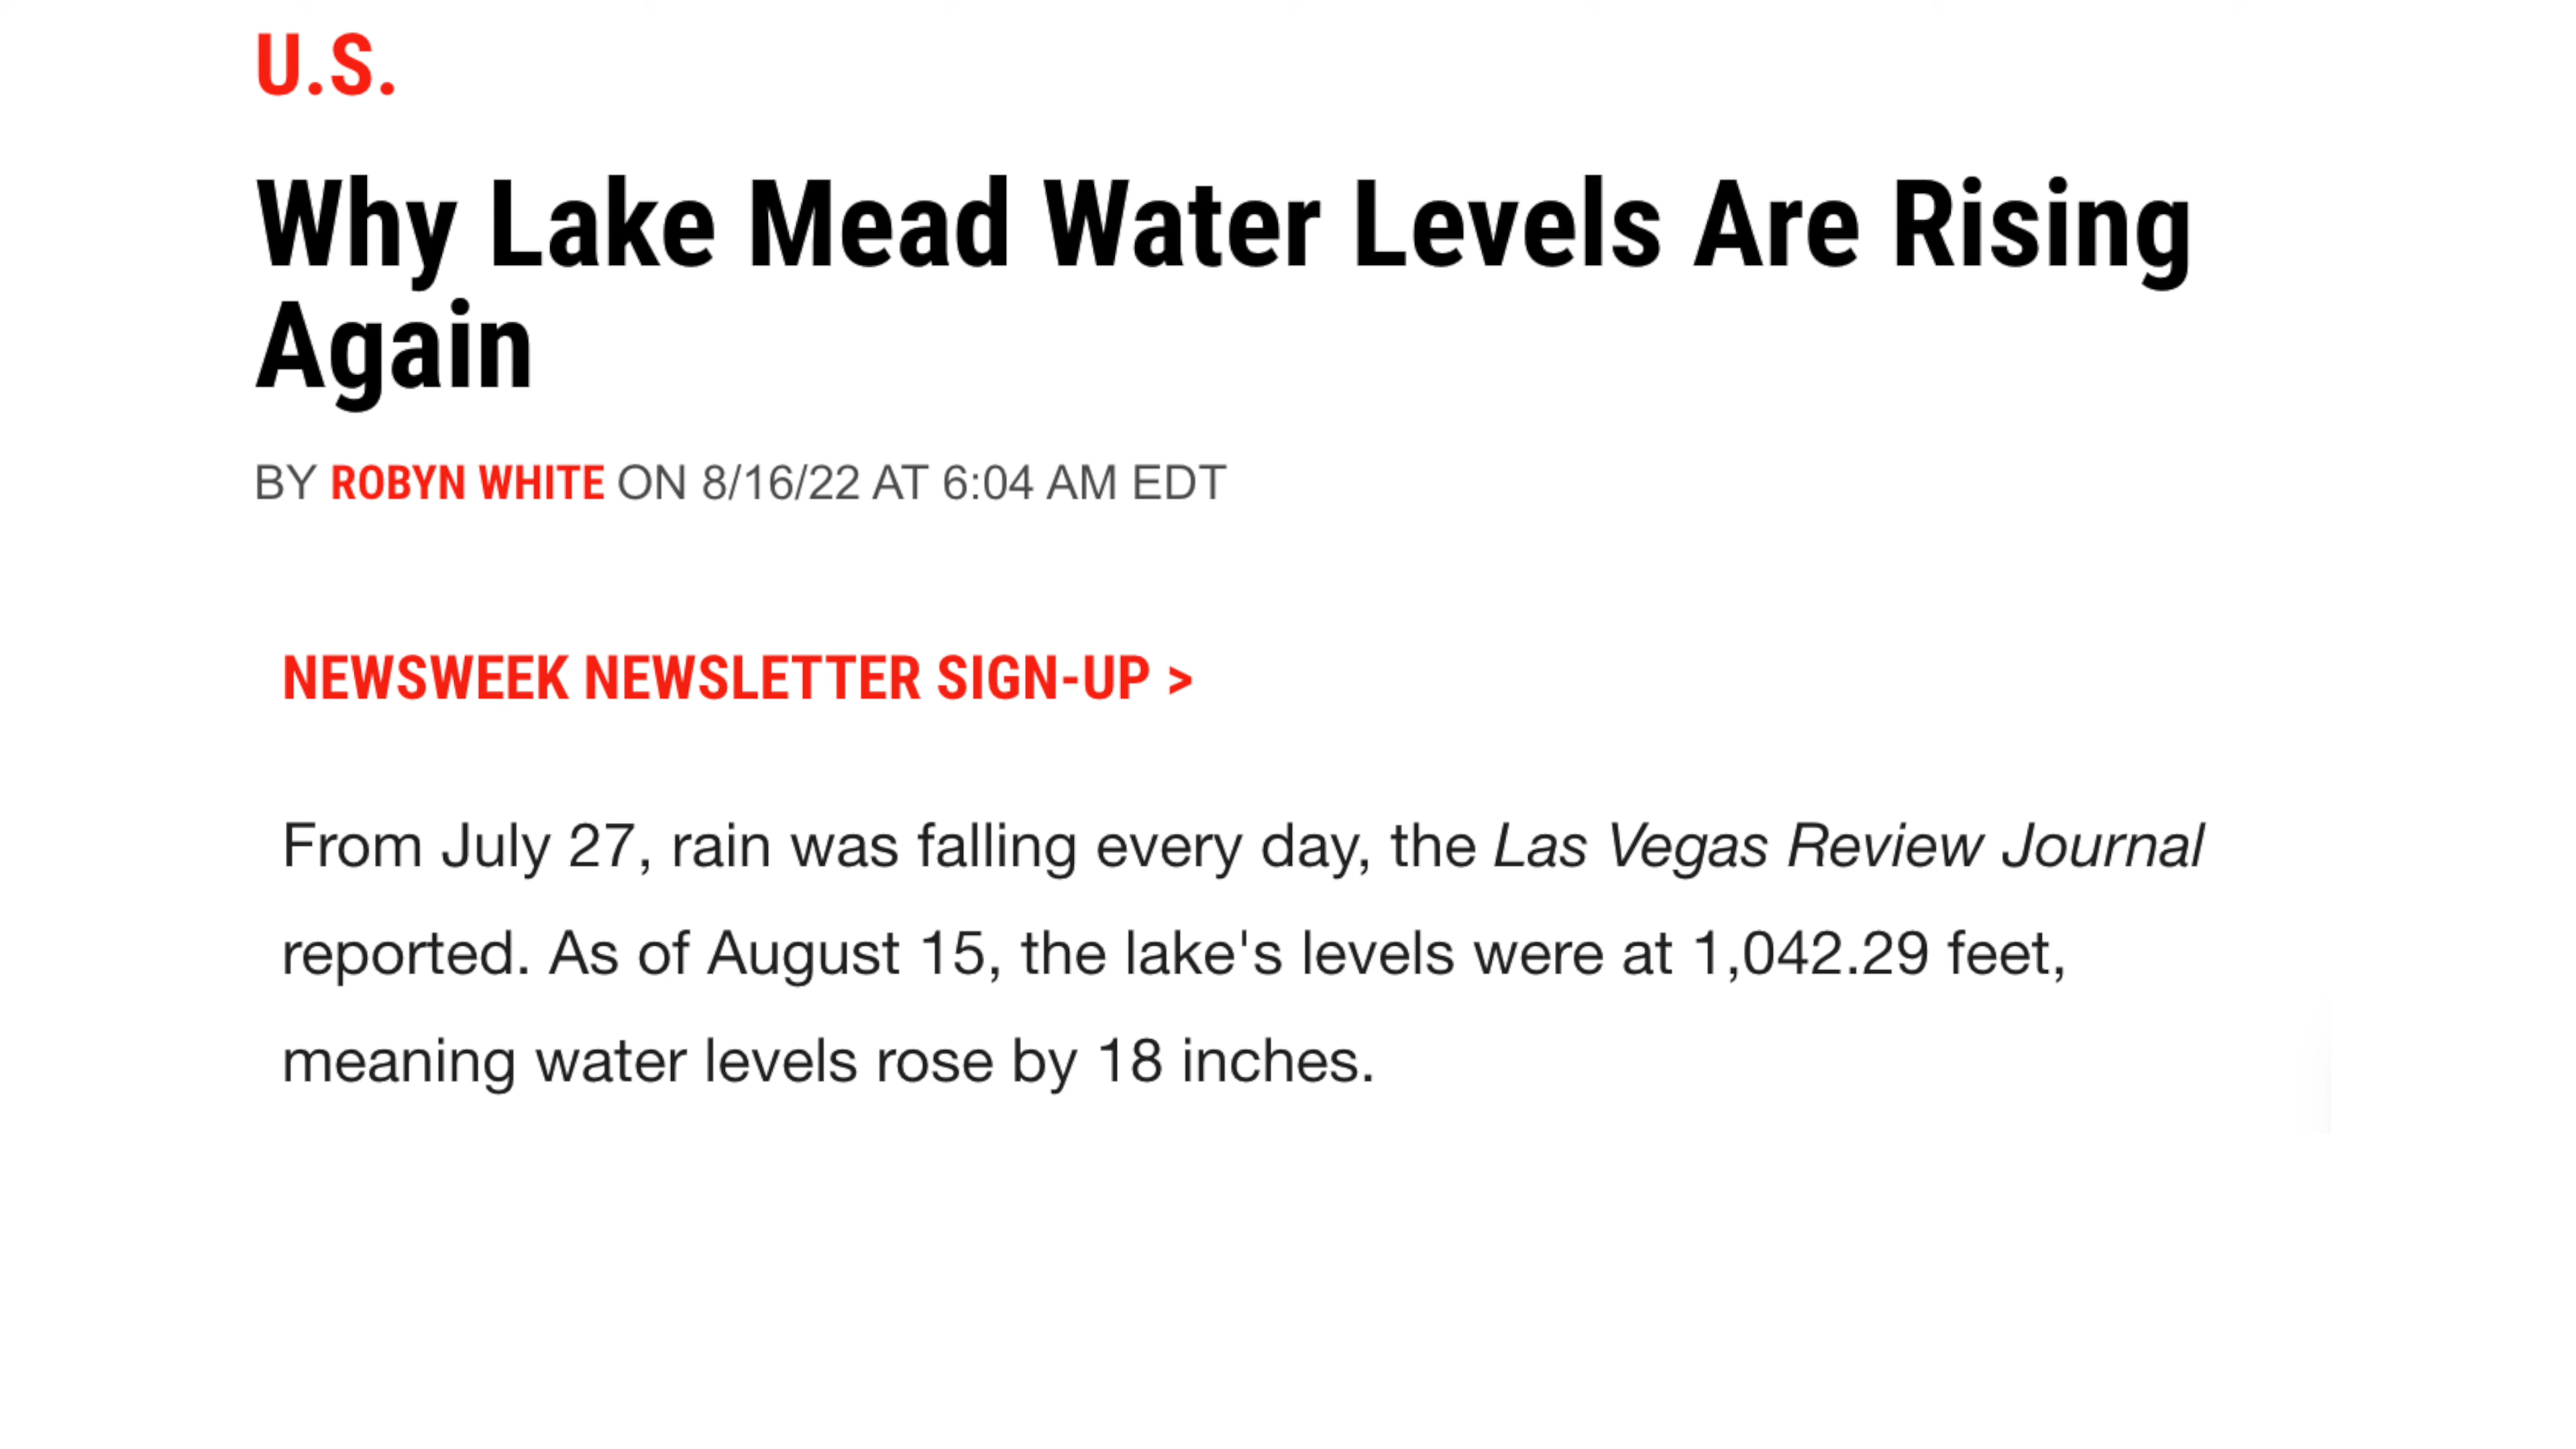 U.S.
Why Lake Mead Water Levels Are Rising
Again
BY ROBYN WHITE ON 8/16/22 AT 6:04 AM EDT
NEWSWEEK NEWSLETTER SIGN-UP >
From July 27, rain was falling every day, the Las Vegas Review Journal
reported. As of August 15, the lake's levels were at 1,042.29 feet,
meaning water levels rose by 18 inches.